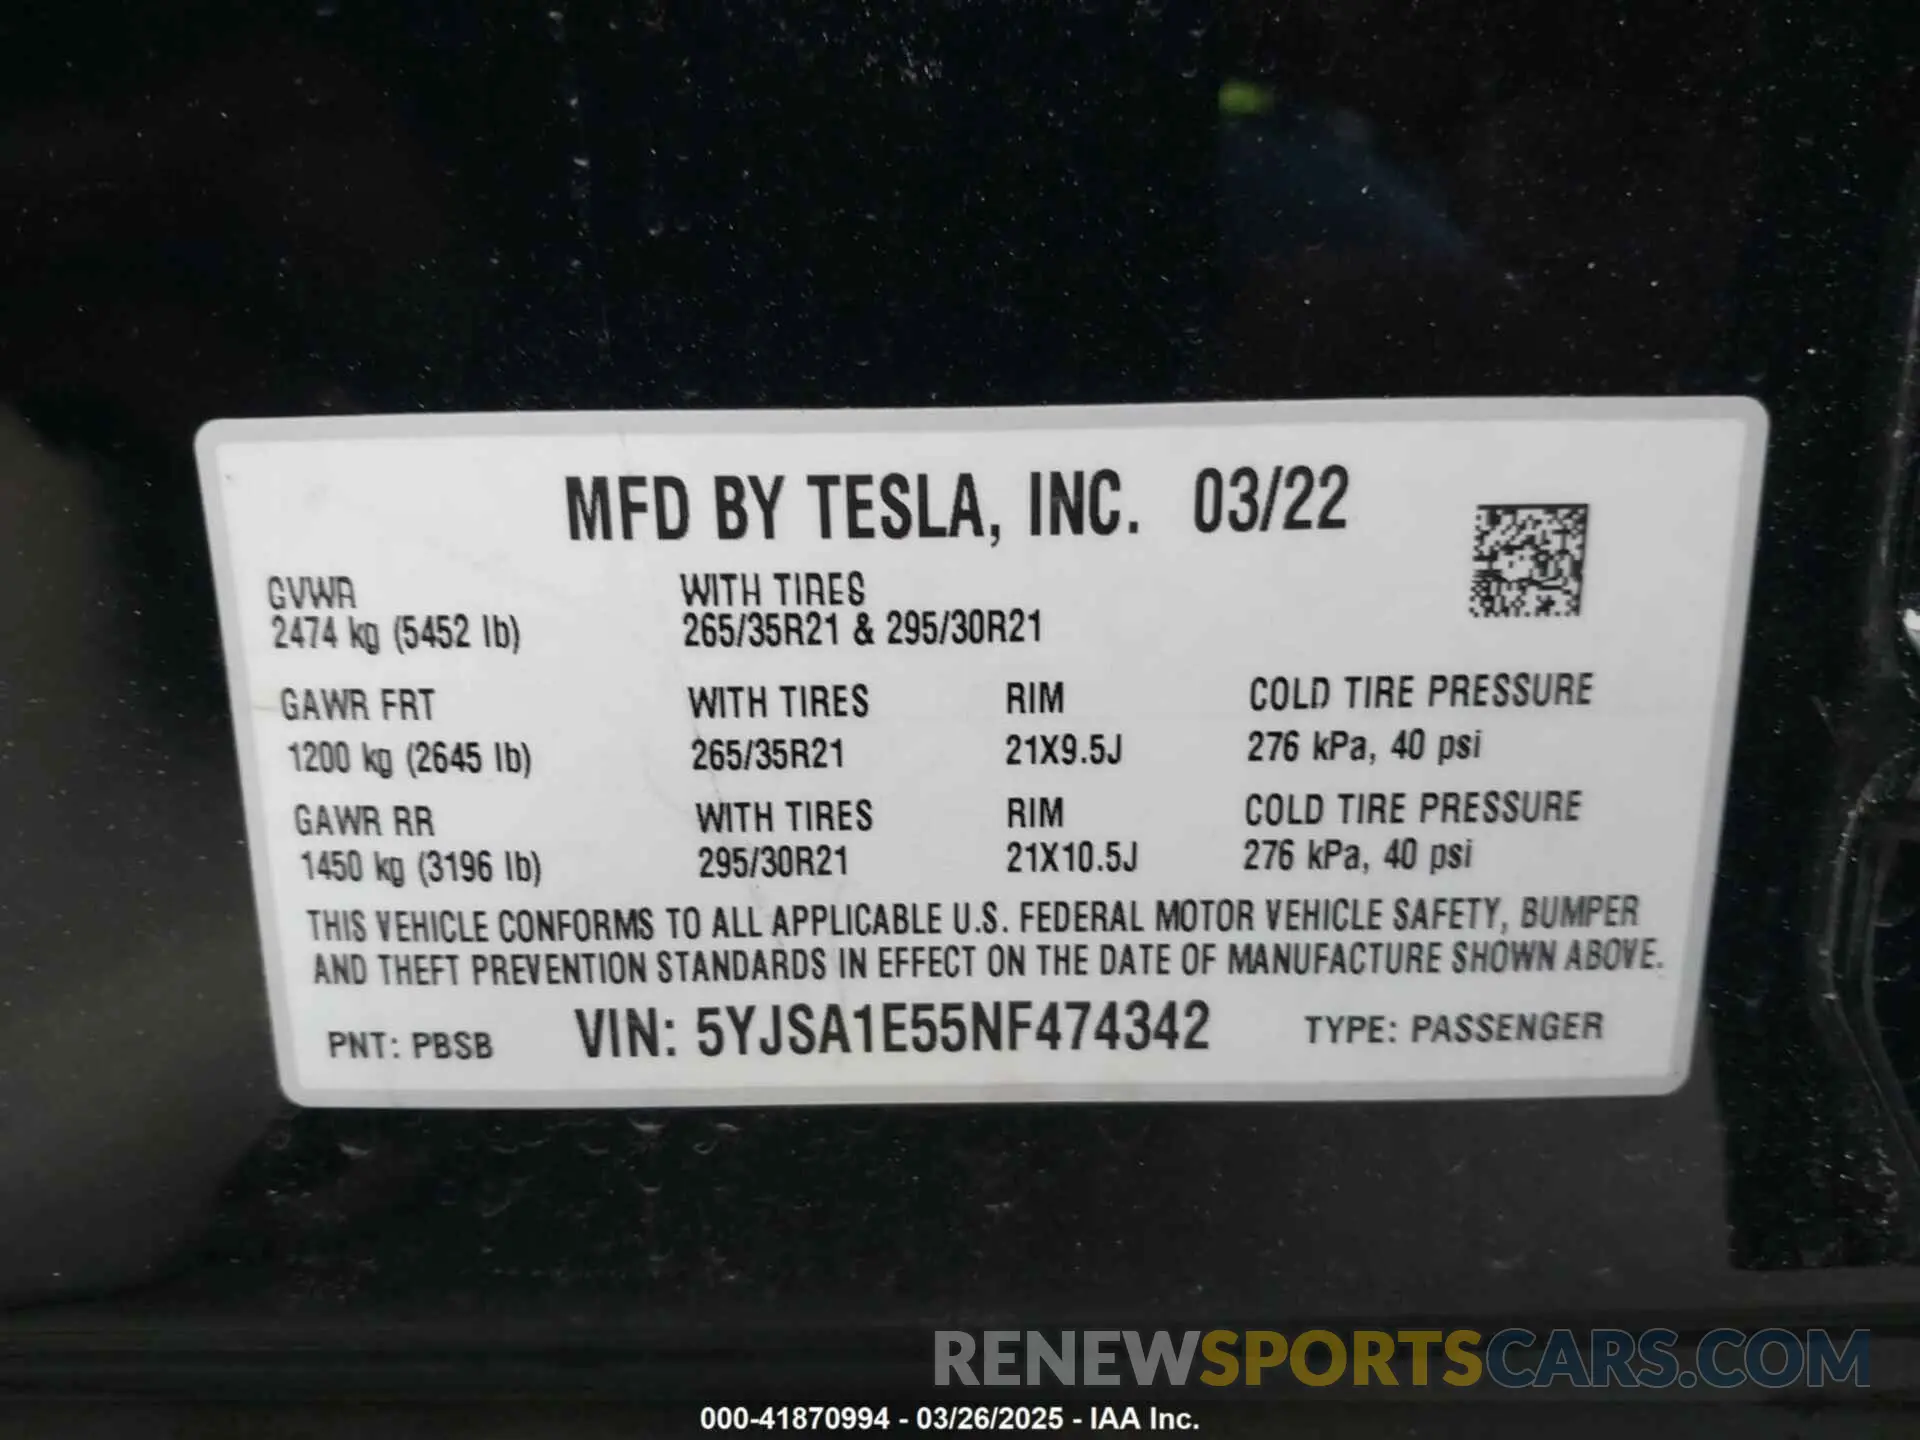 MFD BY TESLA, INC. 03/22
GVWR WITH TIRES
2474 kg (5452 lb) 265/35R21 & 295/30R21
GAWR FRT WITH TIRES RIM COLD TIRE PRESSURE
1200 kg (2645 lb) 265/35R21 21X9.5J 276 kPa, 40 psi
GAWR RR WITH TIRES RIM COLD TIRE PRESSURE
1450 kg (3196 lb) 295/30R21 21X10.5J 276 kPa, 40 psi
THIS VEHICLE CONFORMS TO ALL APPLICABLE U.S. FEDERAL MOTOR VEHICLE SAFETY, BUMPER
AND THEFT PREVENTION STANDARDS IN EFFECT ON THE DATE OF MANUFACTURE SHOWN ABOVE.
PNT: PBSB VIN: 5YJSA1E55NF474342 TYPE: PASSENGER
RENEWSPORTSCARS.COM
000-41870994 - 03/26/2025 - IAA Inc.